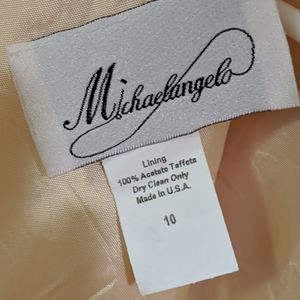 Michaelangelo
Lining
100% Acetate Taffeta
Dry Clean Only
Made in U.S.A.
10